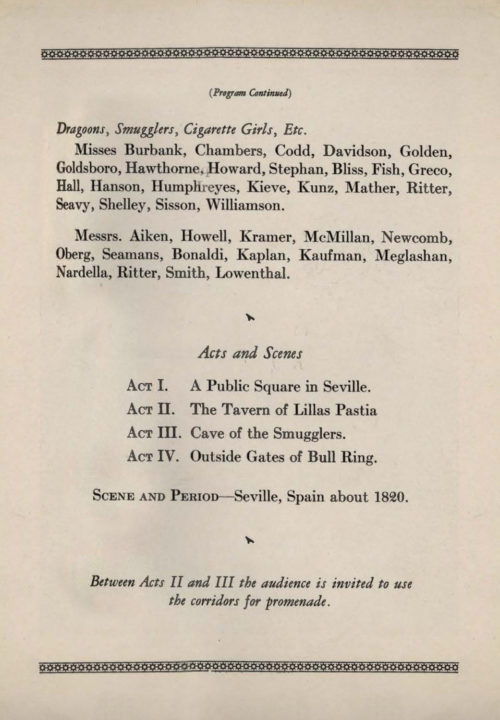 (Program Continued)
Dragoons, Smugglers, Cigarette Girls, Etc.
Misses Burbank, Chambers, Codd, Davidson, Golden,
Goldsboro, Hawthorne, Howard, Stephan, Bliss, Fish, Greco,
Hall, Hanson, Humphreyes, Kieve, Kunz, Mather, Ritter,
Seavy, Shelley, Sisson, Williamson.
Messrs. Aiken, Howell, Kramer, McMillan, Newcomb,
Oberg, Seamans, Bonaldi, Kaplan, Kaufman, Meglashan,
Nardella, Ritter, Smith, Lowenthal.
Acts and Scenes
Act I. A Public Square in Seville.
Act II. The Tavern of Lillas Pastia
Act III. Cave of the Smugglers.
Act IV. Outside Gates of Bull Ring.
Scene and Period—Seville, Spain about 1820.
Between Acts II and III the audience is invited to use
the corridors for promenade.